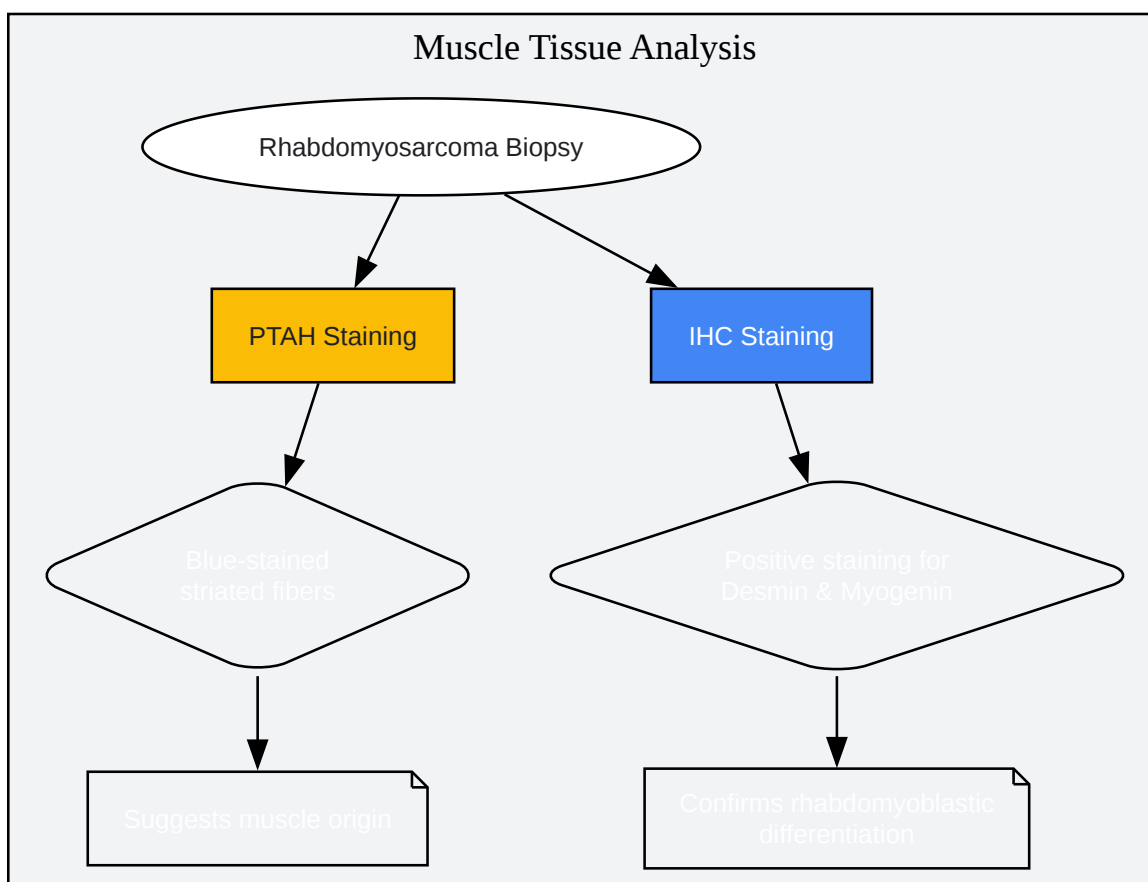 Muscle Tissue Analysis
Rhabdomyosarcoma Biopsy
PTAH Staining
IHC Staining
Blue-stained
striated fibers
Positive staining for
Desmin & Myogenin
Suggests muscle origin
Confirms rhabdomyoblastic
differentiation